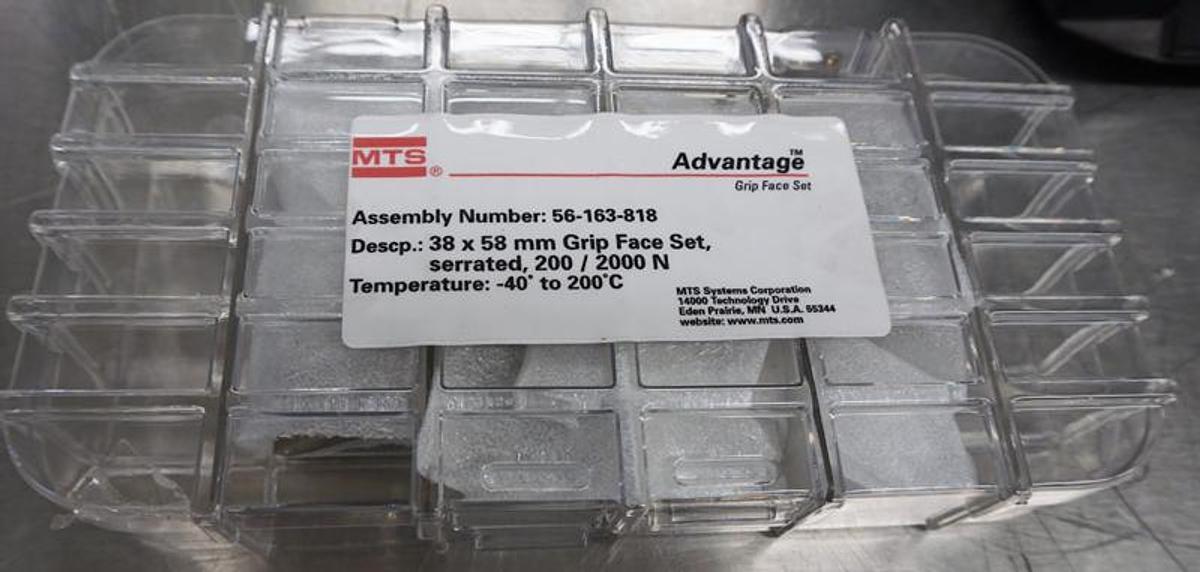 MTS®
Advantage™
Grip Face Set
Assembly Number: 56-163-818
Descp.: 38 x 58 mm Grip Face Set,
serrated, 200 / 2000 N
Temperature: -40˚ to 200˚C
MTS Systems Corporation
14000 Technology Drive
Eden Prairie, MN U.S.A. 55344
website: www.mts.com